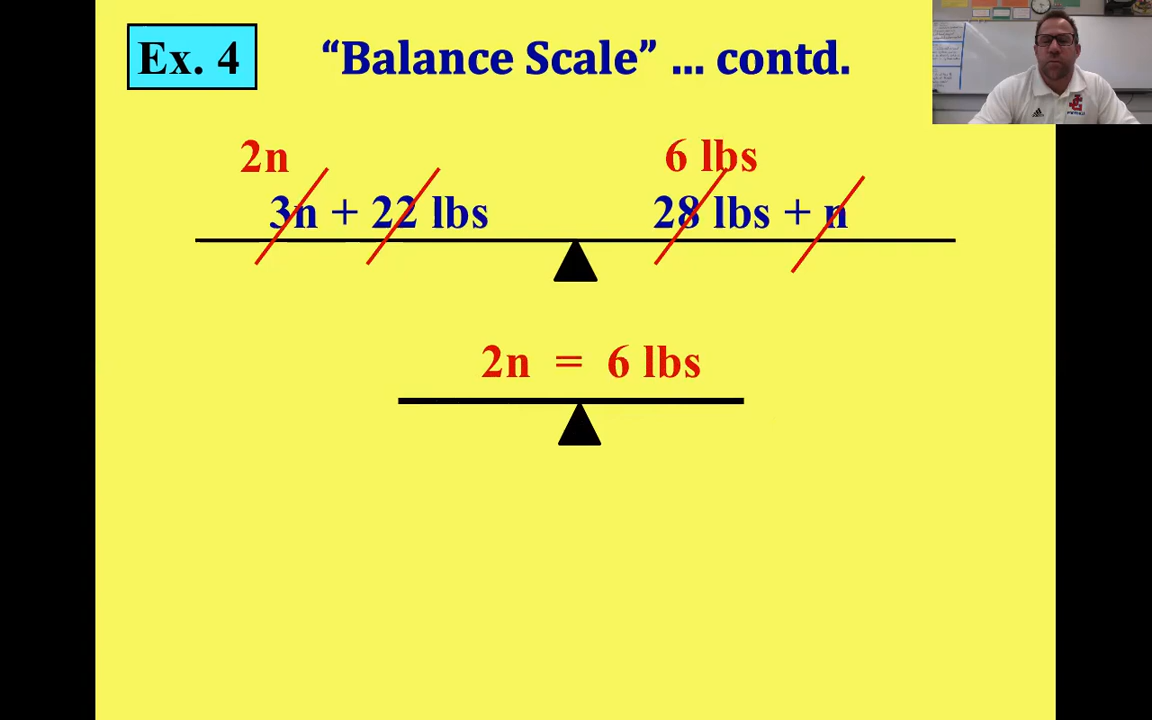 Ex. 4
“Balance Scale” ... contd.
2n
6 lbs
3n + 22 lbs
28 lbs + n
2n = 6 lbs